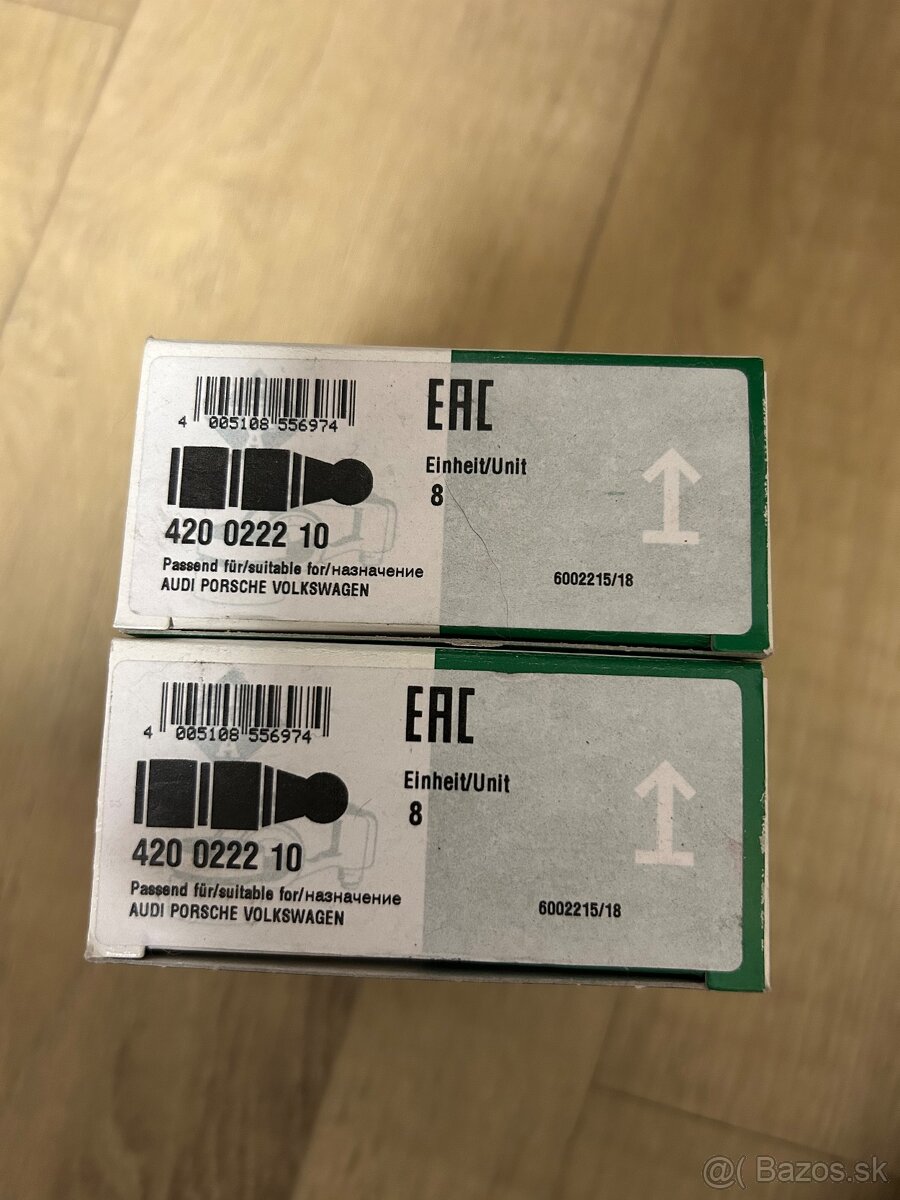 4 005108 556974
EAC
Einheit/Unit
8
420 0222 10
Passend für/suitable for/назначение
AUDI PORSCHE VOLKSWAGEN
6002215/18
4 005108 556974
EAC
Einheit/Unit
8
420 0222 10
Passend für/suitable for/назначение
AUDI PORSCHE VOLKSWAGEN
6002215/18
@( Bazos.sk